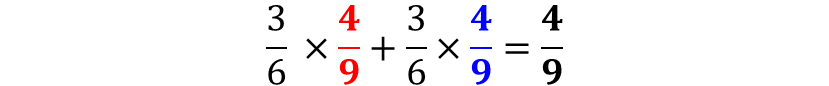 3/6 × 4/9 + 3/6 × 4/9 = 4/9